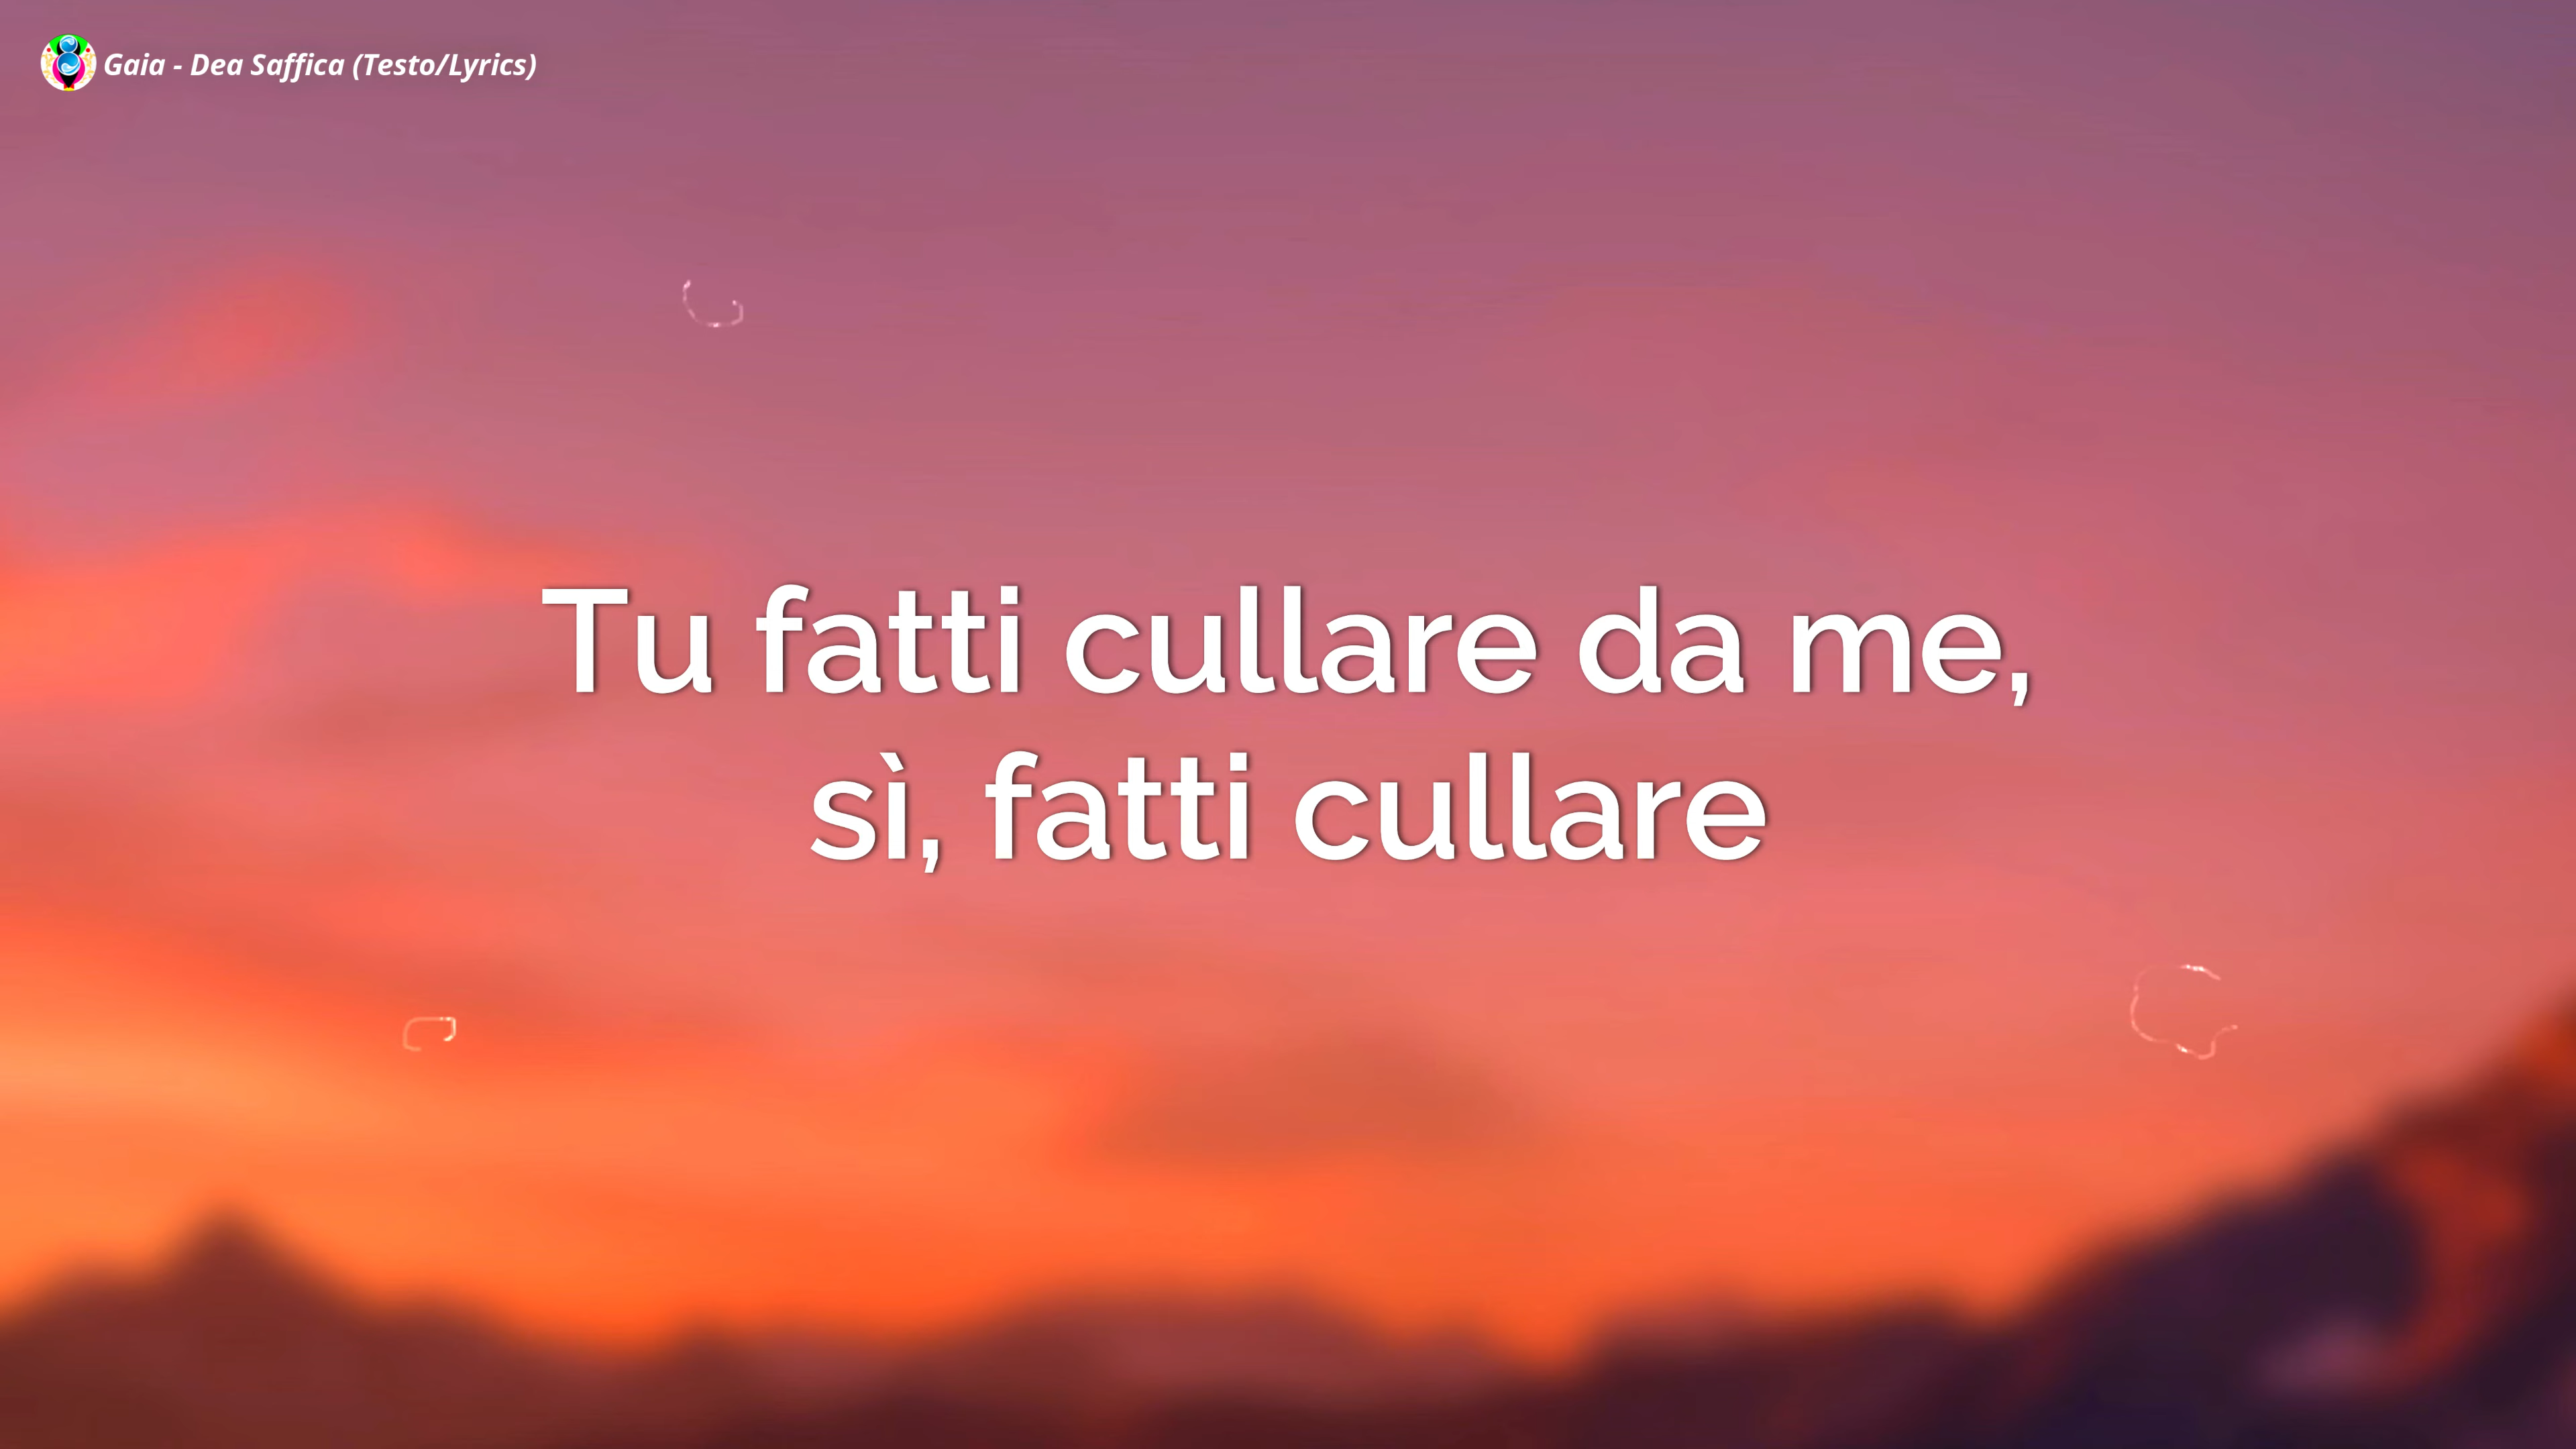 Gaia - Dea Saffica (Testo/Lyrics)
Tu fatti cullare da me,
sì, fatti cullare